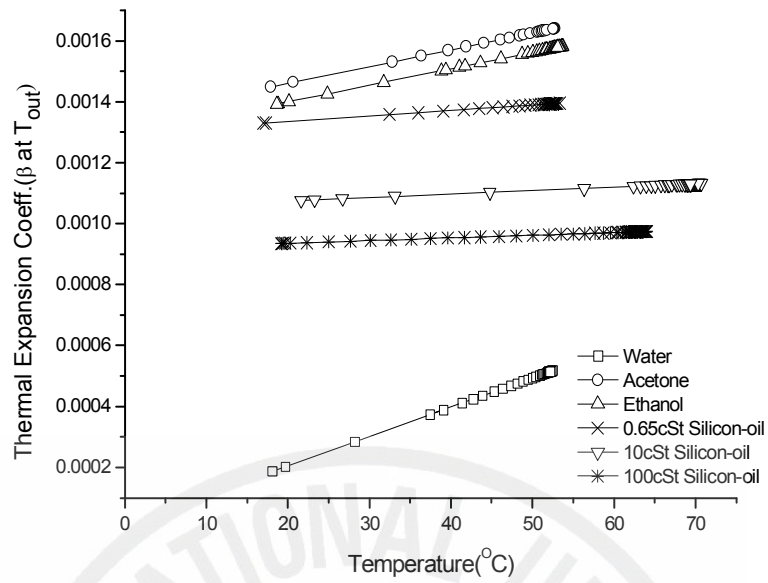 Thermal Expansion Coeff.(β at T_out)
0.0016
0.0014
0.0012
0.0010
0.0008
0.0006
0.0004
0.0002
Water
Acetone
Ethanol
0.65cSt Silicon-oil
10cSt Silicon-oil
100cSt Silicon-oil
0 10 20 30 40 50 60 70
Temperature(°C)